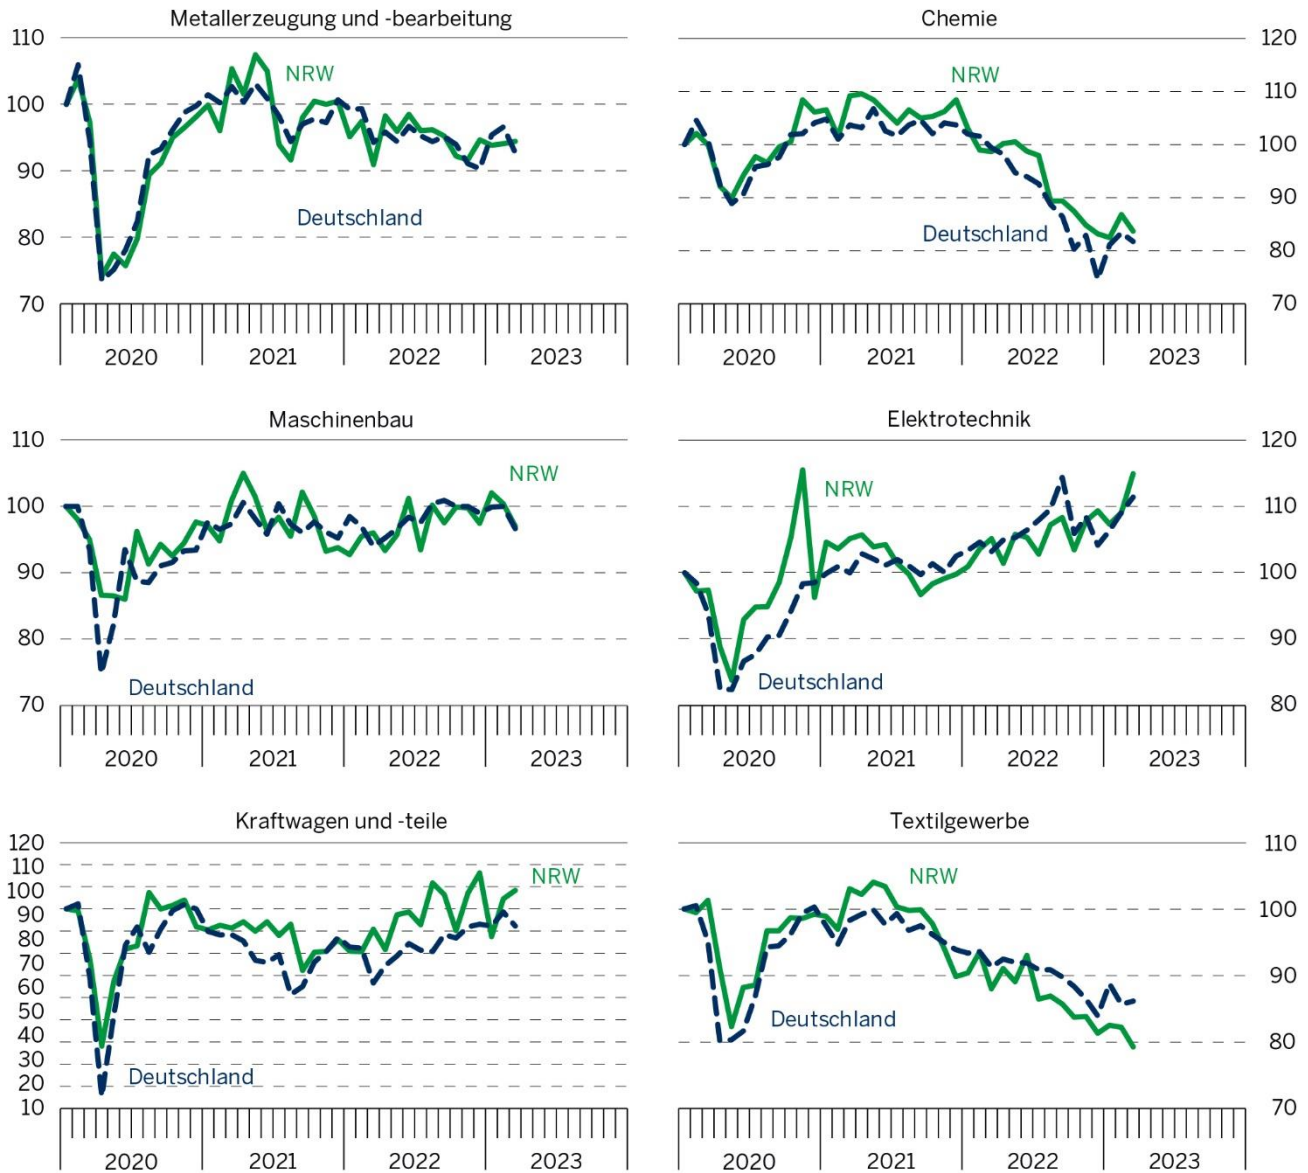 Metallerzeugung und -bearbeitung
110
100
90
80
70
NRW
Deutschland
2020 2021 2022 2023
Chemie
120
110
100
90
80
70
NRW
Deutschland
2020 2021 2022 2023
Maschinenbau
110
100
90
80
70
NRW
Deutschland
2020 2021 2022 2023
Elektrotechnik
120
110
100
90
80
NRW
Deutschland
2020 2021 2022 2023
Kraftwagen und -teile
120
110
100
90
80
70
60
50
40
30
20
10
NRW
Deutschland
2020 2021 2022 2023
Textilgewerbe
110
100
90
80
70
NRW
Deutschland
2020 2021 2022 2023